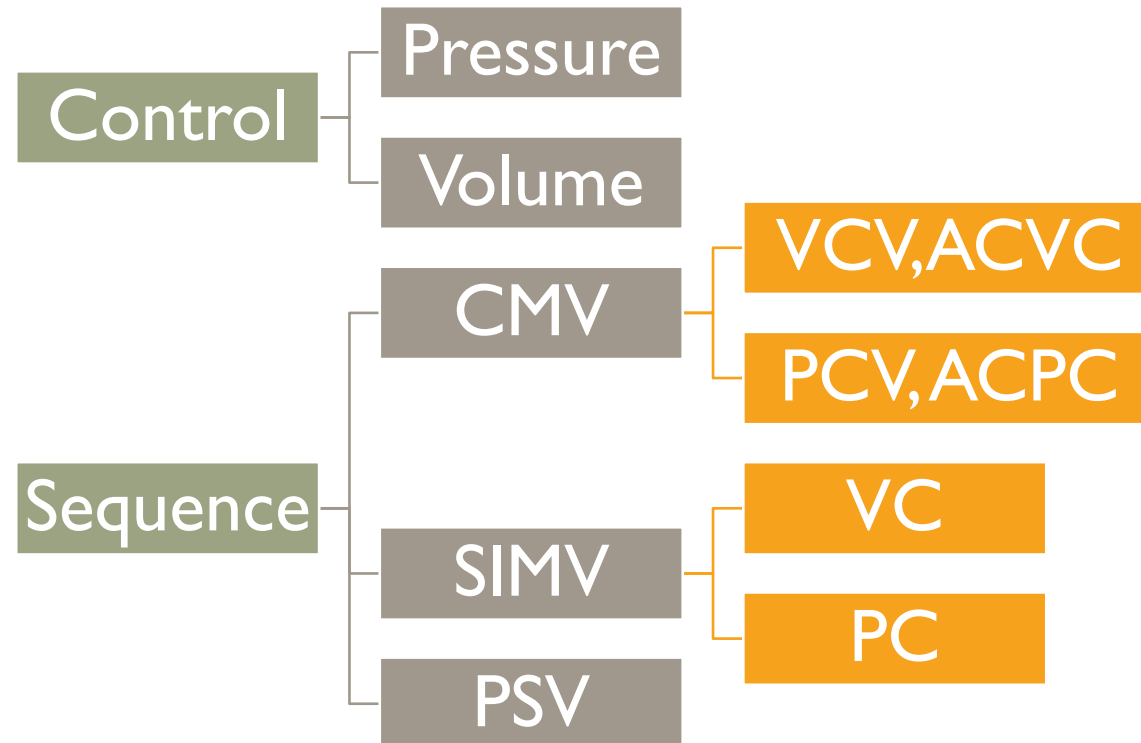 Control
Pressure
Volume
Sequence
CMV
VCV,ACVC
PCV,ACPC
SIMV
VC
PC
PSV